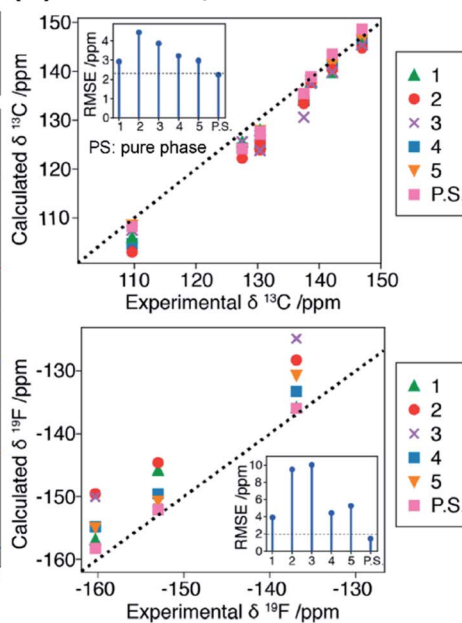 150
140
130
120
110
Calculated δ ¹³C /ppm
RMSE /ppm
5
4
3
2
1
0
1 2 3 4 5 P.S.
PS: pure phase
110 120 130 140 150
Experimental δ ¹³C /ppm
1
2
3
4
5
P.S.
-130
-140
-150
-160
Calculated δ ¹⁹F /ppm
RMSE /ppm
10
8
6
4
2
0
1 2 3 4 5 P.S.
-160 -150 -140 -130
Experimental δ ¹⁹F /ppm
1
2
3
4
5
P.S.